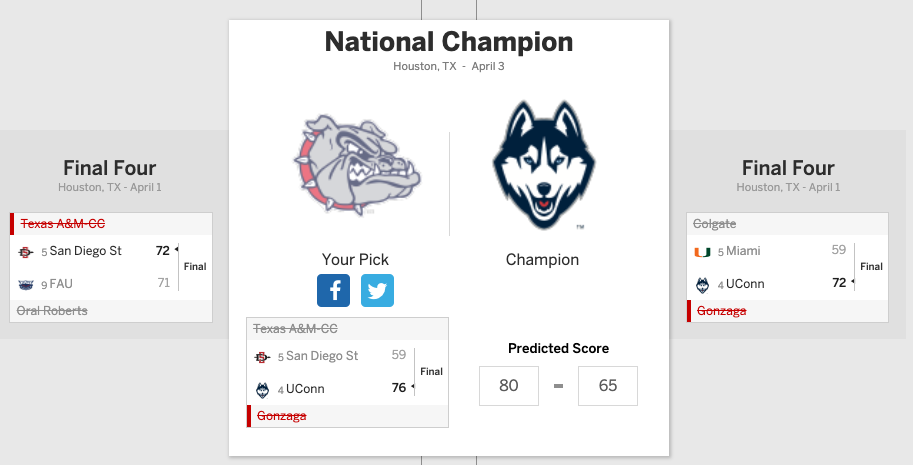 National Champion
Houston, TX - April 3
Your Pick
Champion
Texas A&M-CC
5 San Diego St 59
4 UConn 76
Final
Gonzaga
Predicted Score
80 - 65
Final Four
Houston, TX - April 1
Texas A&M-CC
5 San Diego St 72
9 FAU 71
Final
Oral Roberts
Final Four
Houston, TX - April 1
Colgate
5 Miami 59
4 UConn 72
Final
Gonzaga